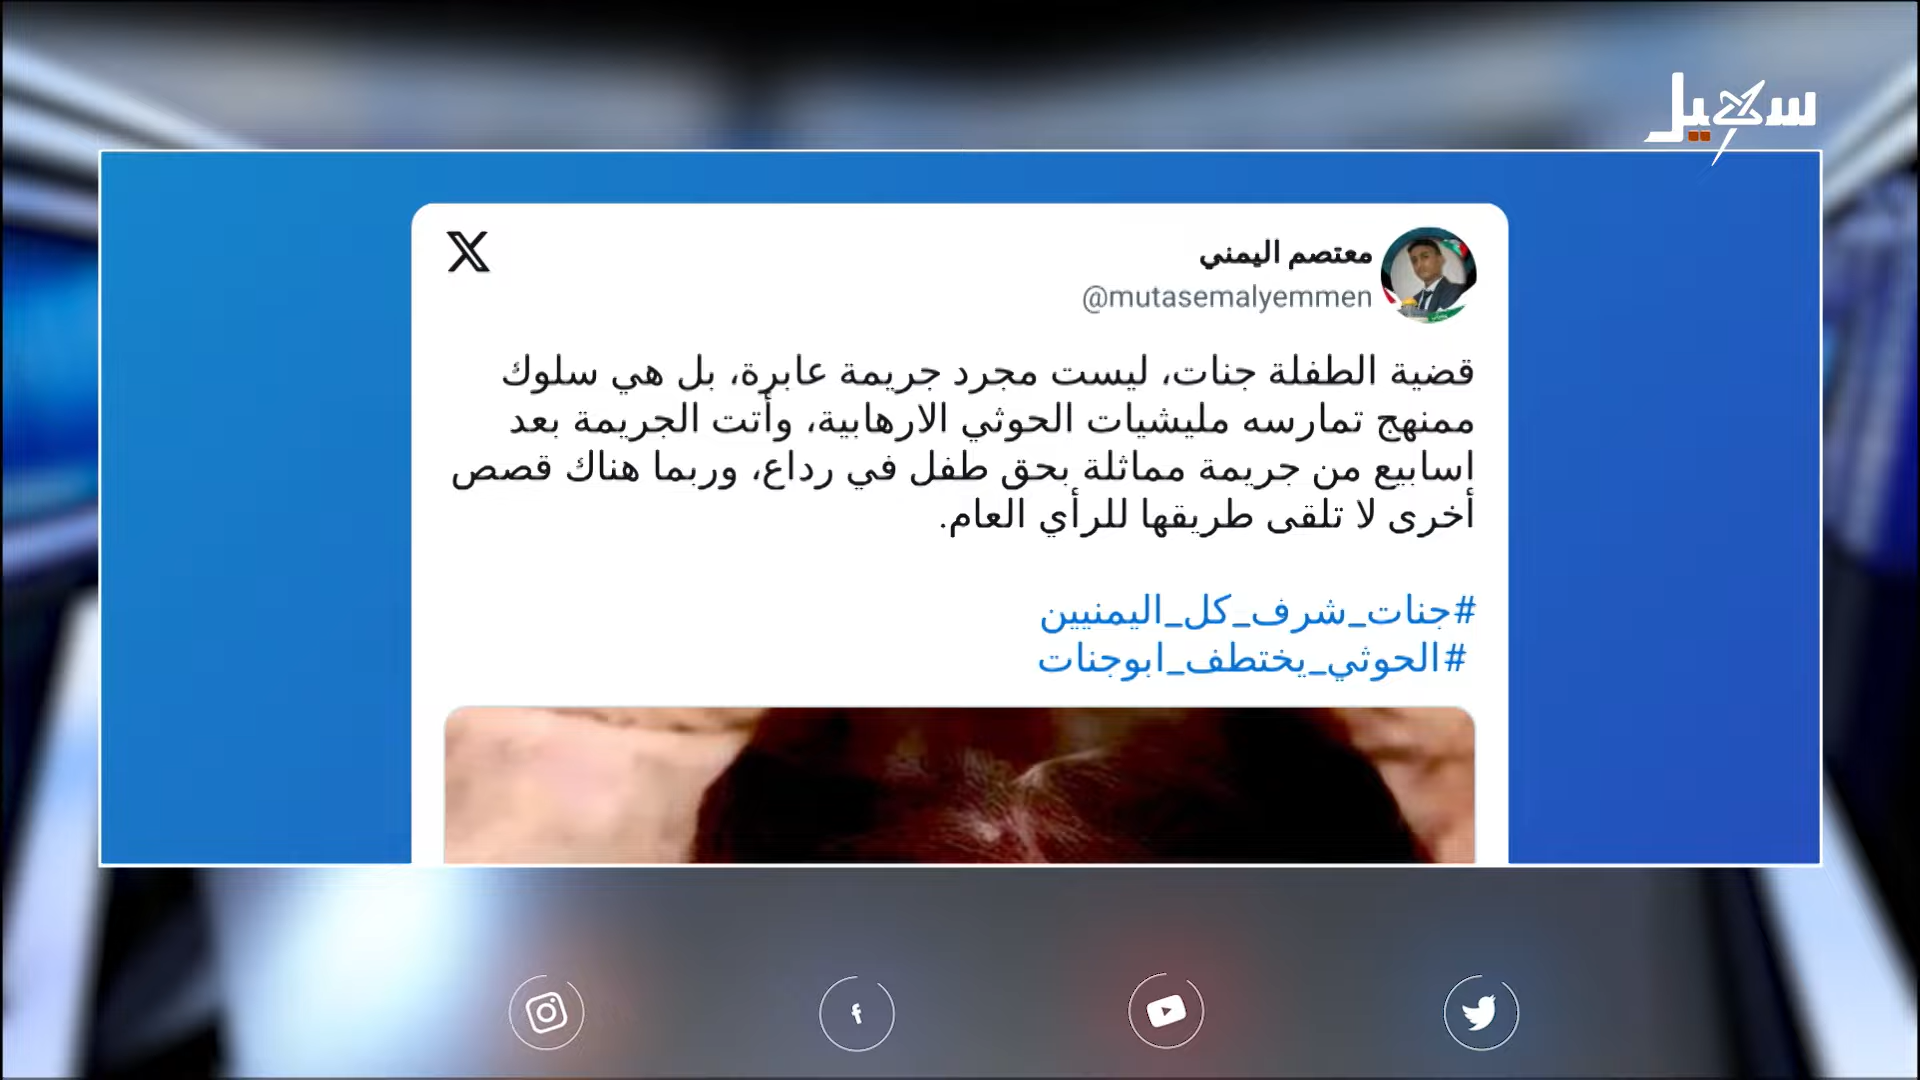 سهيل
معتصم اليمني
@mutasemalyemmen
قضية الطفلة جنات، ليست مجرد جريمة عابرة، بل هي سلوك
ممنهج تمارسه مليشيات الحوثي الارهابية، وأتت الجريمة بعد
اسابيع من جريمة مماثلة بحق طفل في رداع، وربما هناك قصص
أخرى لا تلقى طريقها للرأي العام.
#جنات_شرف_كل_اليمنيين
#الحوثي_يختطف_ابوجنات